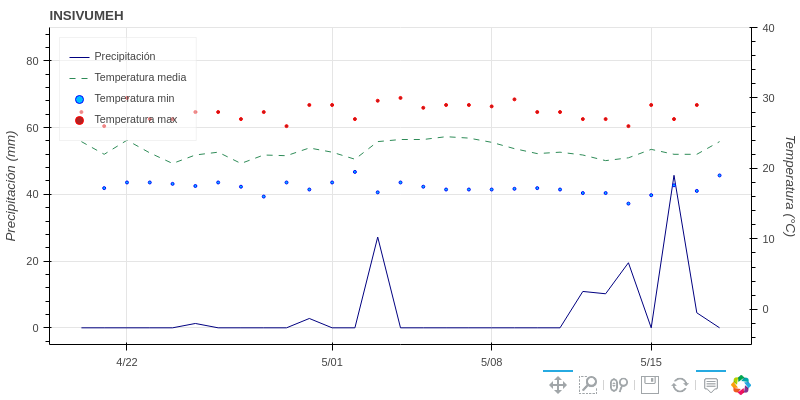 INSIVUMEH
Precipitación
Temperatura media
Temperatura min
Temperatura max
Precipitación (mm)
80
60
40
20
0
Temperatura (°C)
40
30
20
10
0
4/22
5/01
5/08
5/15